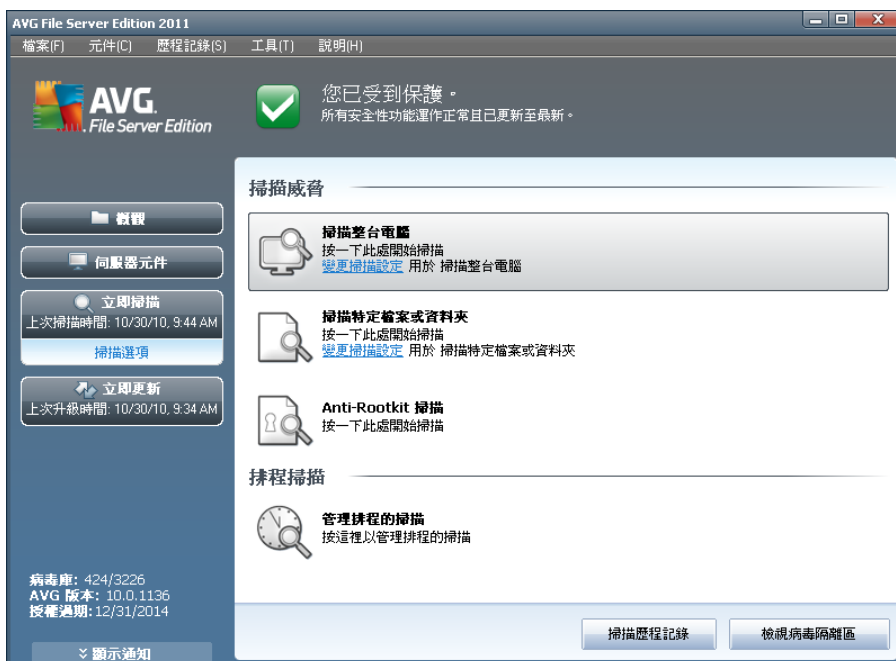 AVG File Server Edition 2011
檔案(F) 元件(C) 歷程記錄(S) 工具(T) 說明(H)
AVG.
File Server Edition
您已受到保護。
所有安全性功能運作正常且已更新至最新。
概觀
伺服器元件
立即掃描
上次掃描時間: 10/30/10, 9:44 AM
掃描選項
立即更新
上次升級時間: 10/30/10, 9:34 AM
病毒庫: 424/3226
AVG 版本: 10.0.1136
授權過期: 12/31/2014
顯示通知
掃描威脅
掃描整台電腦
按一下此處開始掃描
變更掃描設定 用於 掃描整台電腦
掃描特定檔案或資料夾
按一下此處開始掃描
變更掃描設定 用於 掃描特定檔案或資料夾
Anti-Rootkit 掃描
按一下此處開始掃描
排程掃描
管理排程的掃描
按這裡以管理排程的掃描
掃描歷程記錄 檢視病毒隔離區